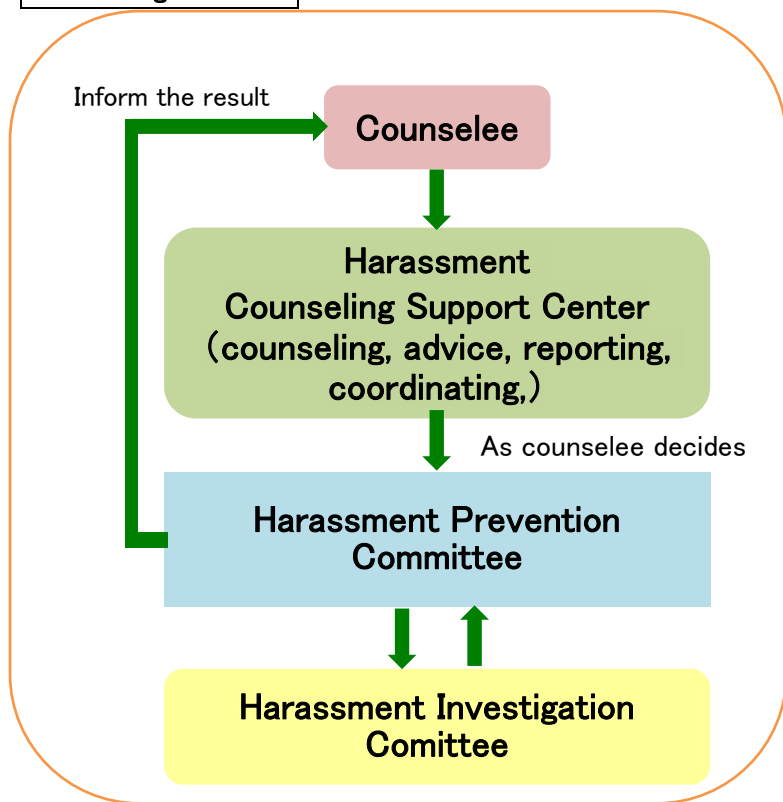 Inform the result
Counselee
Harassment
Counseling Support Center
(counseling, advice, reporting,
coordinating,)
As counselee decides
Harassment Prevention
Committee
Harassment Investigation
Comittee